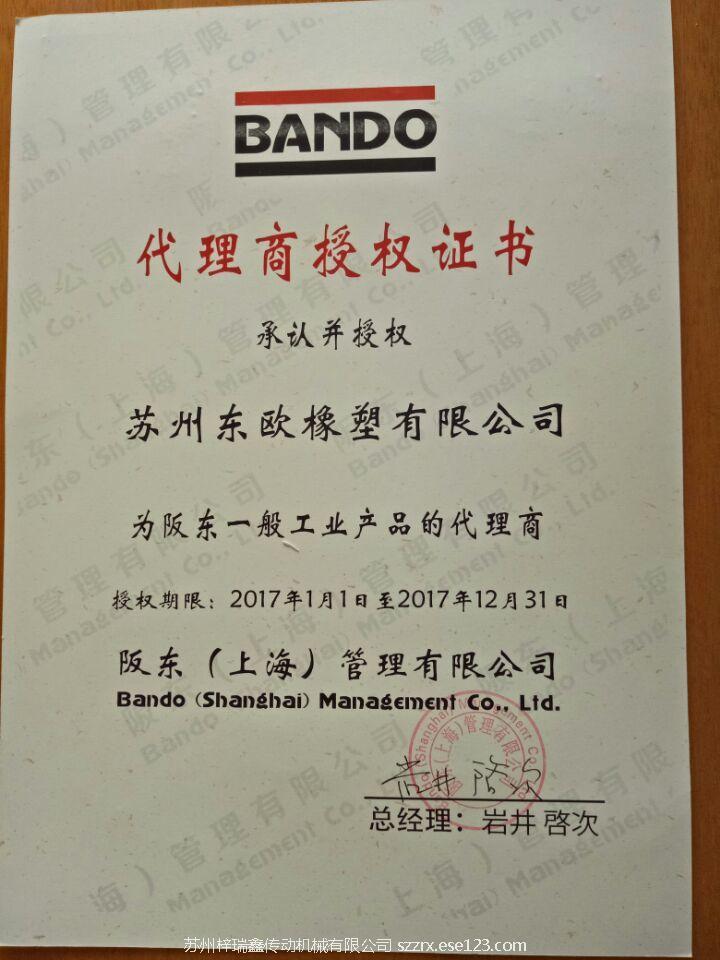 BANDO
代理商授权证书
承认并授权
苏州东欧橡塑有限公司
为阪东一般工业产品的代理商
授权期限：2017年1月1日至2017年12月31日
阪东（上海）管理有限公司
Bando (Shanghai) Management Co., Ltd.
岩井 啓次
总经理：岩井 啓次
苏州梓瑞鑫传动机械有限公司 szzrx.ese123.com